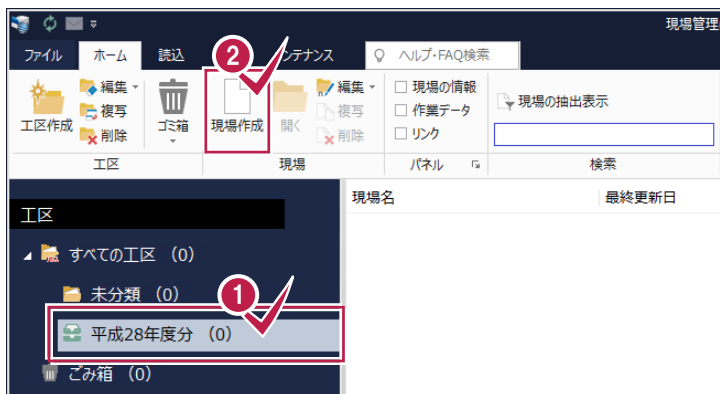 現場管理
ファイル ホーム 読込 ンテナンス ヘルプ・FAQ検索
2
工区作成 編集 複写 削除 ゴミ箱
現場作成 開く 編集 複写 削除
現場の情報
作業データ
リンク
現場の抽出表示
工区 現場 パネル 検索
工区
現場名 最終更新日
すべての工区 (0)
未分類 (0)
1
平成28年度分 (0)
ごみ箱 (0)